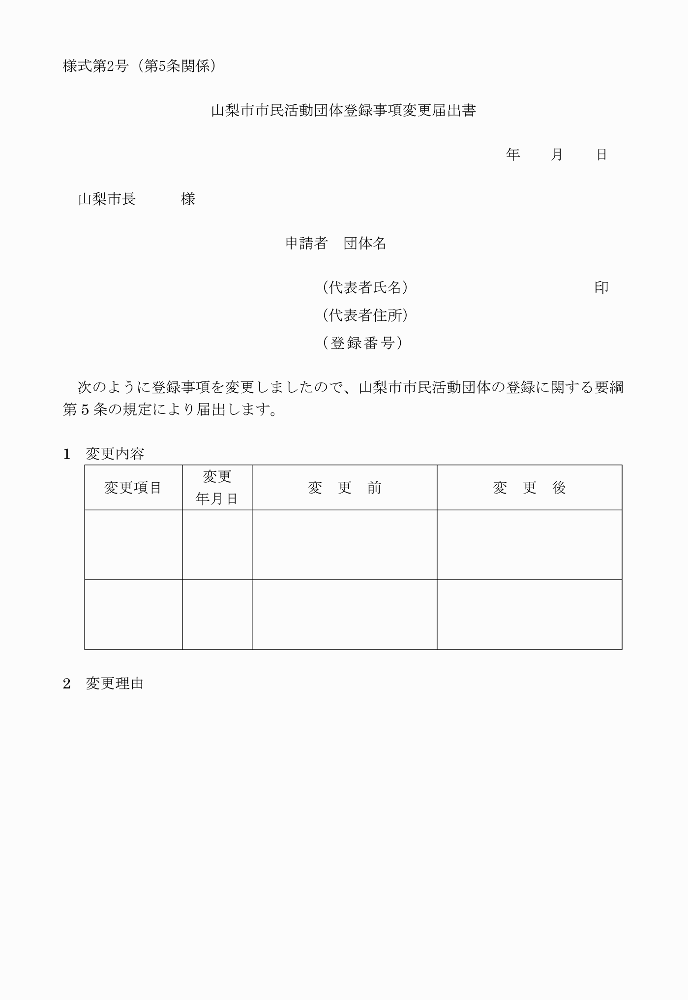 様式第2号（第5条関係）
山梨市市民活動団体登録事項変更届出書
年　　月　　日
山梨市長　　　様
申請者　団体名
（代表者氏名）　　　　　　　　　　　　印
（代表者住所）
（登録番号）
次のように登録事項を変更しましたので、山梨市市民活動団体の登録に関する要綱
第 5 条の規定により届出します。
1　変更内容
変更項目
変更
年月日
変　更　前
変　更　後
2　変更理由